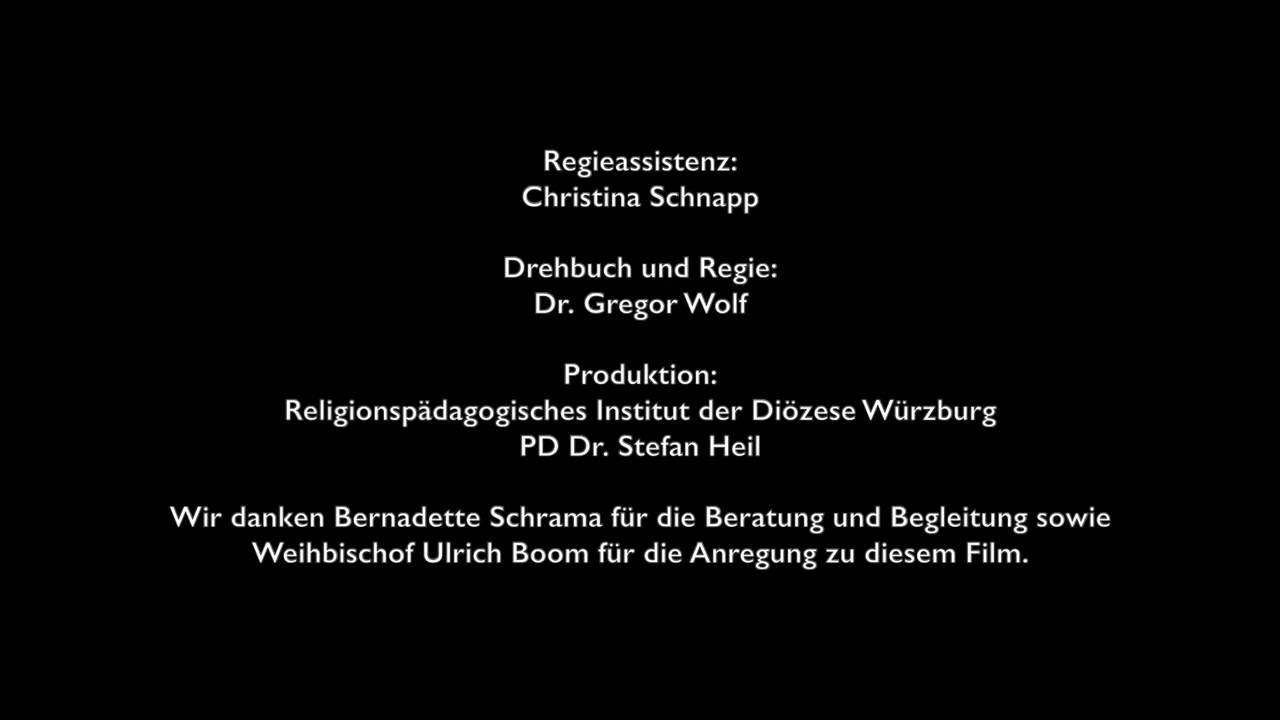 Regieassistenz:
Christina Schnapp
Drehbuch und Regie:
Dr. Gregor Wolf
Produktion:
Religionspädagogisches Institut der Diözese Würzburg
PD Dr. Stefan Heil
Wir danken Bernadette Schrama für die Beratung und Begleitung sowie
Weihbischof Ulrich Boom für die Anregung zu diesem Film.